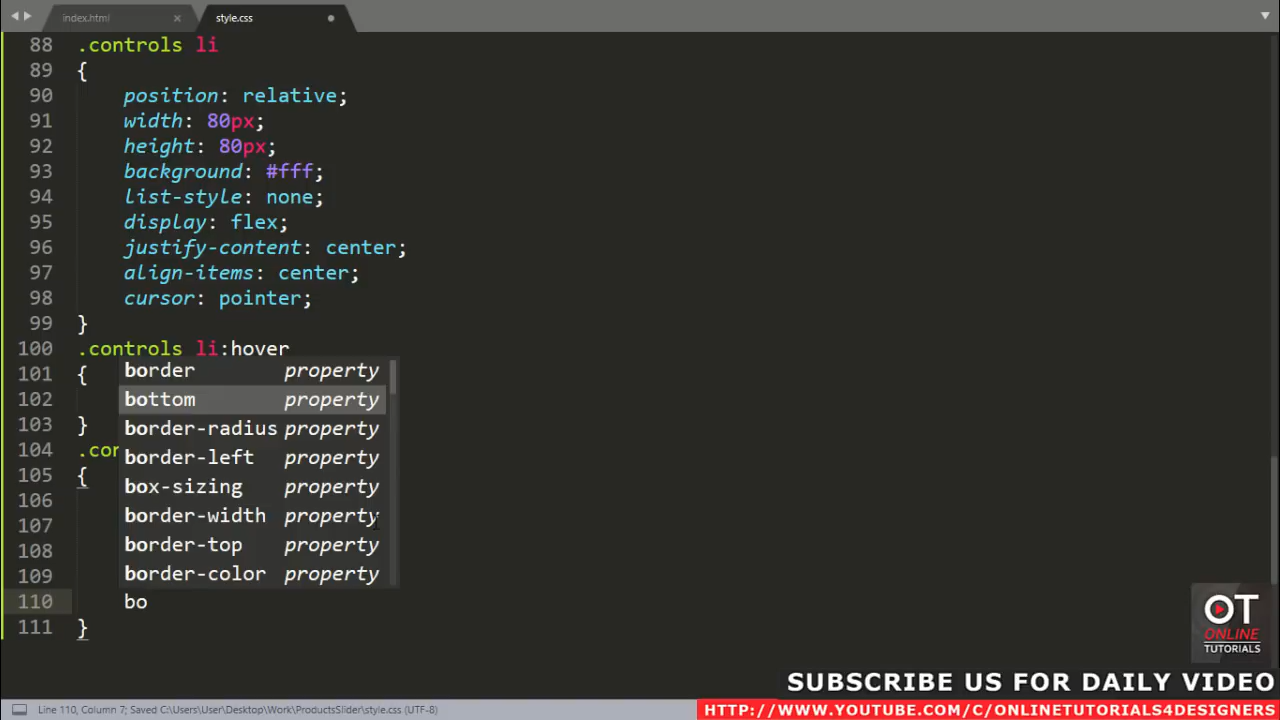 index.html × style.css
88 .controls li
89 {
90 position: relative;
91 width: 80px;
92 height: 80px;
93 background: #fff;
94 list-style: none;
95 display: flex;
96 justify-content: center;
97 align-items: center;
98 cursor: pointer;
99 }
100 .controls li:hover
101 { border property
102 bottom property
103 } border-radius property
104 .con border-left property
105 { box-sizing property
106
107 border-width property
108 border-top property
109 border-color property
110 bo
111 }
OT
ONLINE
TUTORIALS
SUBSCRIBE US FOR DAILY VIDEO
Line 110, Column 7; Saved C:\Users\User\Desktop\Work\ProductsSlider\style.css (UTF-8)
HTTP://WWW.YOUTUBE.COM/C/ONLINETUTORIALS4DESIGNERS